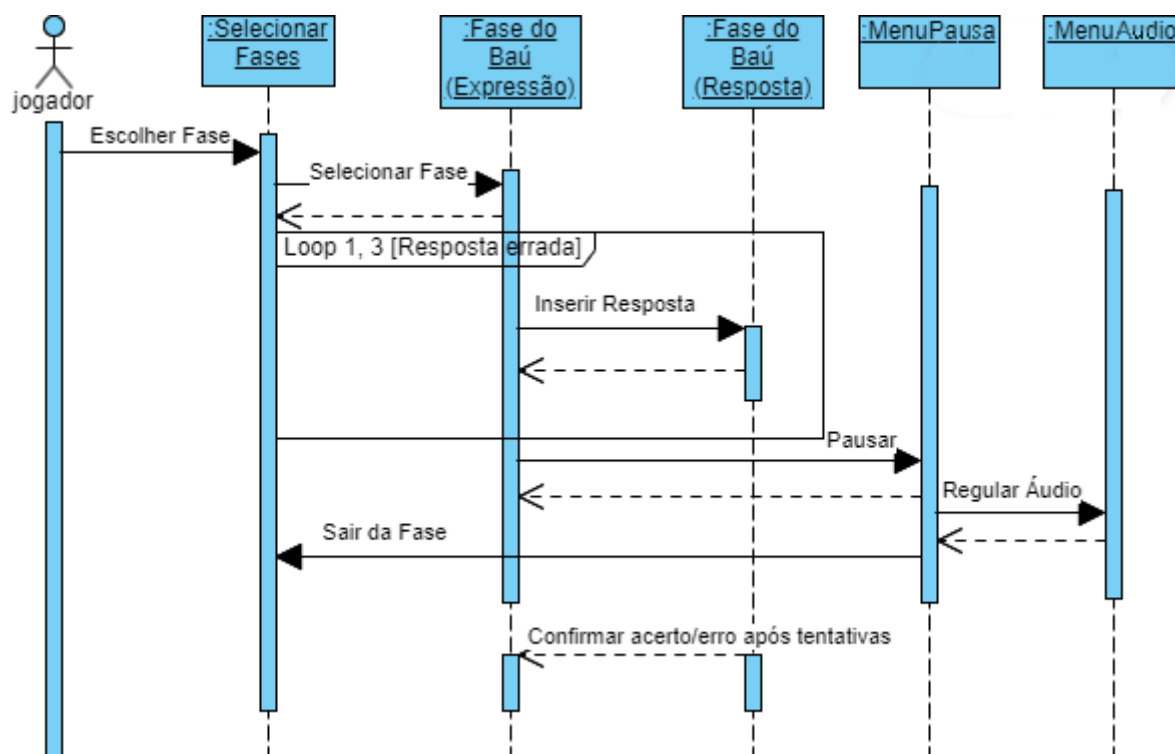 :Selecionar
Fases
:Fase do
Baú
(Expressão)
:Fase do
Baú
(Resposta)
:MenuPausa
:MenuAudio
jogador
Escolher Fase
Selecionar Fase
Loop 1, 3 [Resposta errada]
Inserir Resposta
Pausar
Regular Áudio
Sair da Fase
Confirmar acerto/erro após tentativas